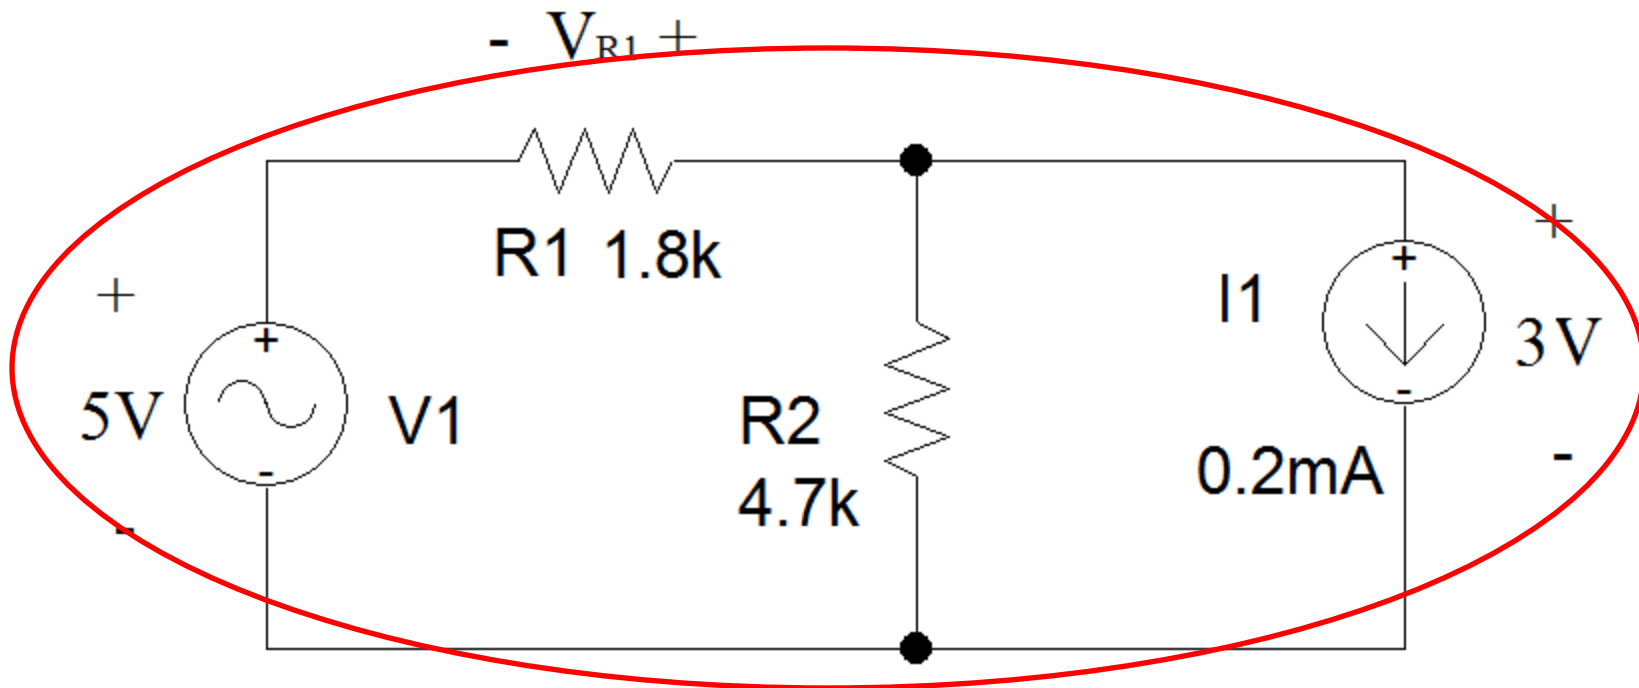 - VR1 +
R1 1.8k
+
5V
-
+
-
V1
R2
4.7k
I1
0.2mA
+
-
+
3V
-